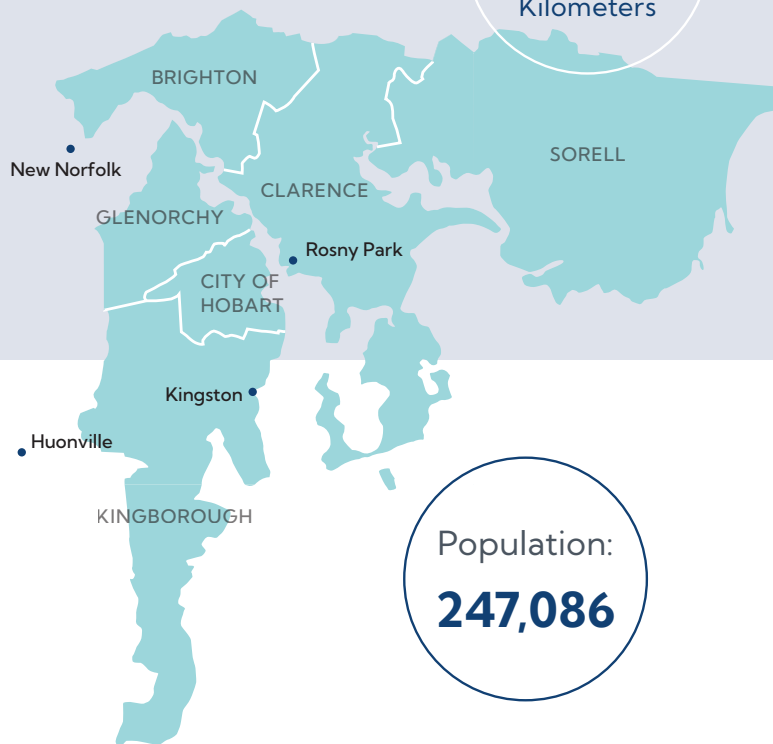 Kilometers
BRIGHTON
New Norfolk
SORELL
CLARENCE
GLENORCHY
Rosny Park
CITY OF
HOBART
Kingston
Huonville
KINGBOROUGH
Population:
247,086